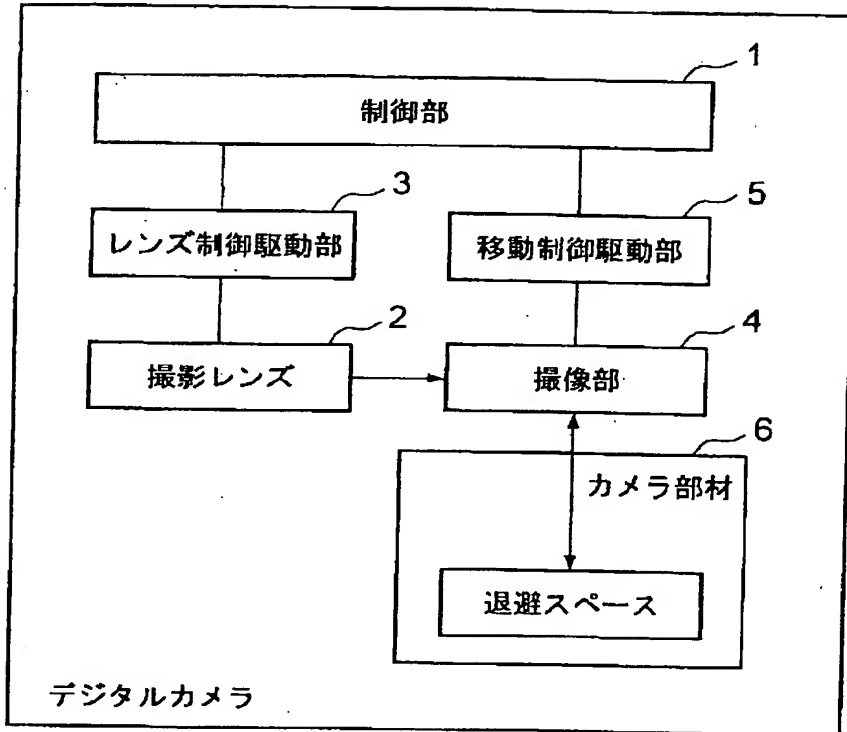 1
制御部
3
5
レンズ制御駆動部
移動制御駆動部
2
4
撮影レンズ
撮像部
6
カメラ部材
退避スペース
デジタルカメラ